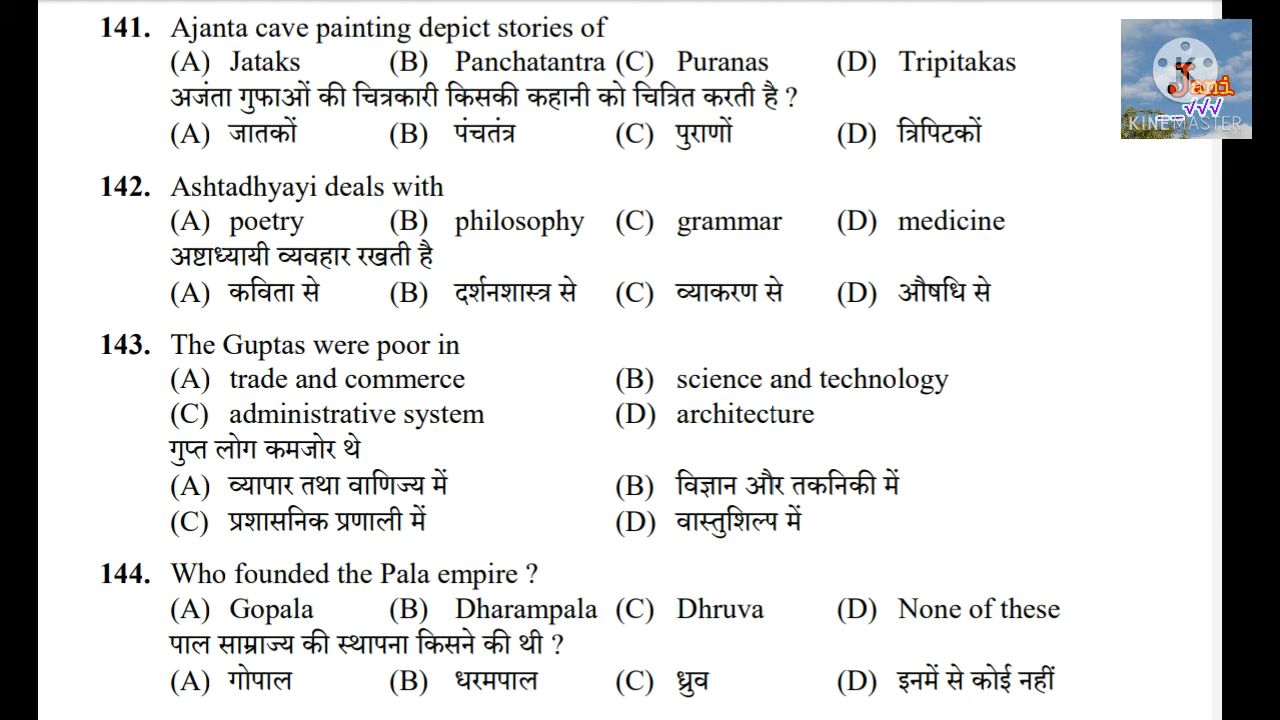 141. Ajanta cave painting depict stories of
(A) Jataks (B) Panchatantra (C) Puranas (D) Tripitakas
अजंता गुफाओं की चित्रकारी किसकी कहानी को चित्रित करती है ?
(A) जातकों (B) पंचतंत्र (C) पुराणों (D) त्रिपिटकों
142. Ashtadhyayi deals with
(A) poetry (B) philosophy (C) grammar (D) medicine
अष्टाध्यायी व्यवहार रखती है
(A) कविता से (B) दर्शनशास्त्र से (C) व्याकरण से (D) औषधि से
143. The Guptas were poor in
(A) trade and commerce (B) science and technology
(C) administrative system (D) architecture
गुप्त लोग कमजोर थे
(A) व्यापार तथा वाणिज्य में (B) विज्ञान और तकनिकी में
(C) प्रशासनिक प्रणाली में (D) वास्तुशिल्प में
144. Who founded the Pala empire ?
(A) Gopala (B) Dharampala (C) Dhruva (D) None of these
पाल साम्राज्य की स्थापना किसने की थी ?
(A) गोपाल (B) धरमपाल (C) ध्रुव (D) इनमें से कोई नहीं
Jani
__√√√
KINEMASTER